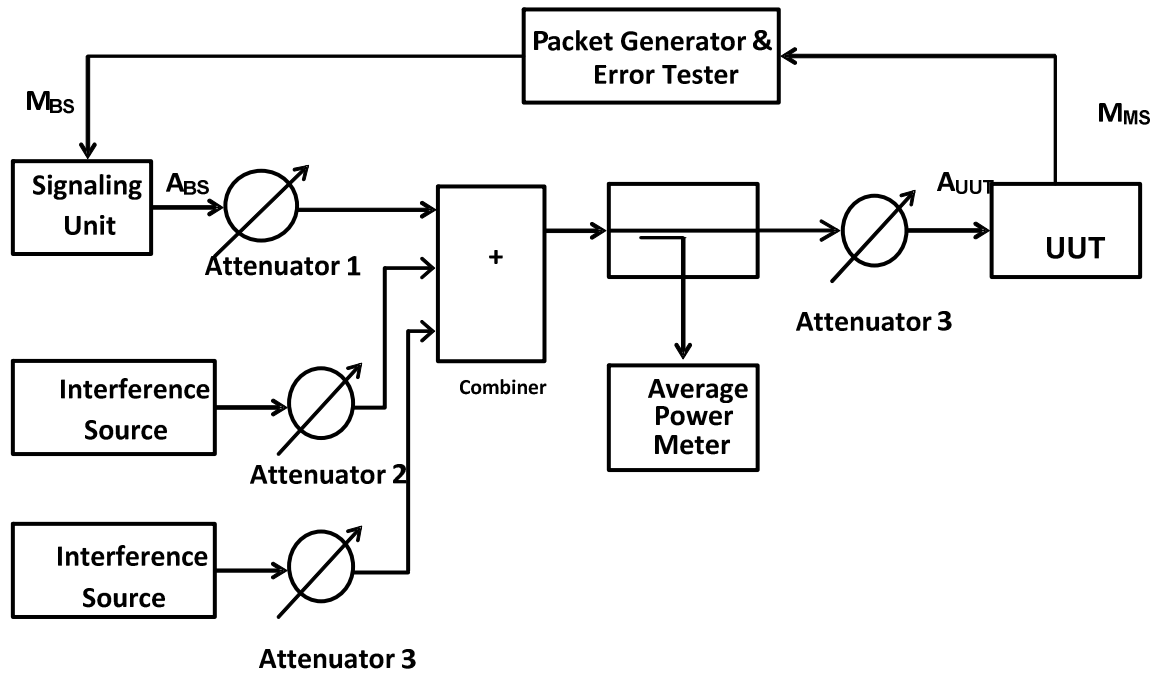 Packet Generator &
Error Tester
MBS
MMS
Signaling
Unit
ABS
Attenuator 1
+
Combiner
AUUT
UUT
Attenuator 3
Interference
Source
Attenuator 2
Average
Power
Meter
Interference
Source
Attenuator 3